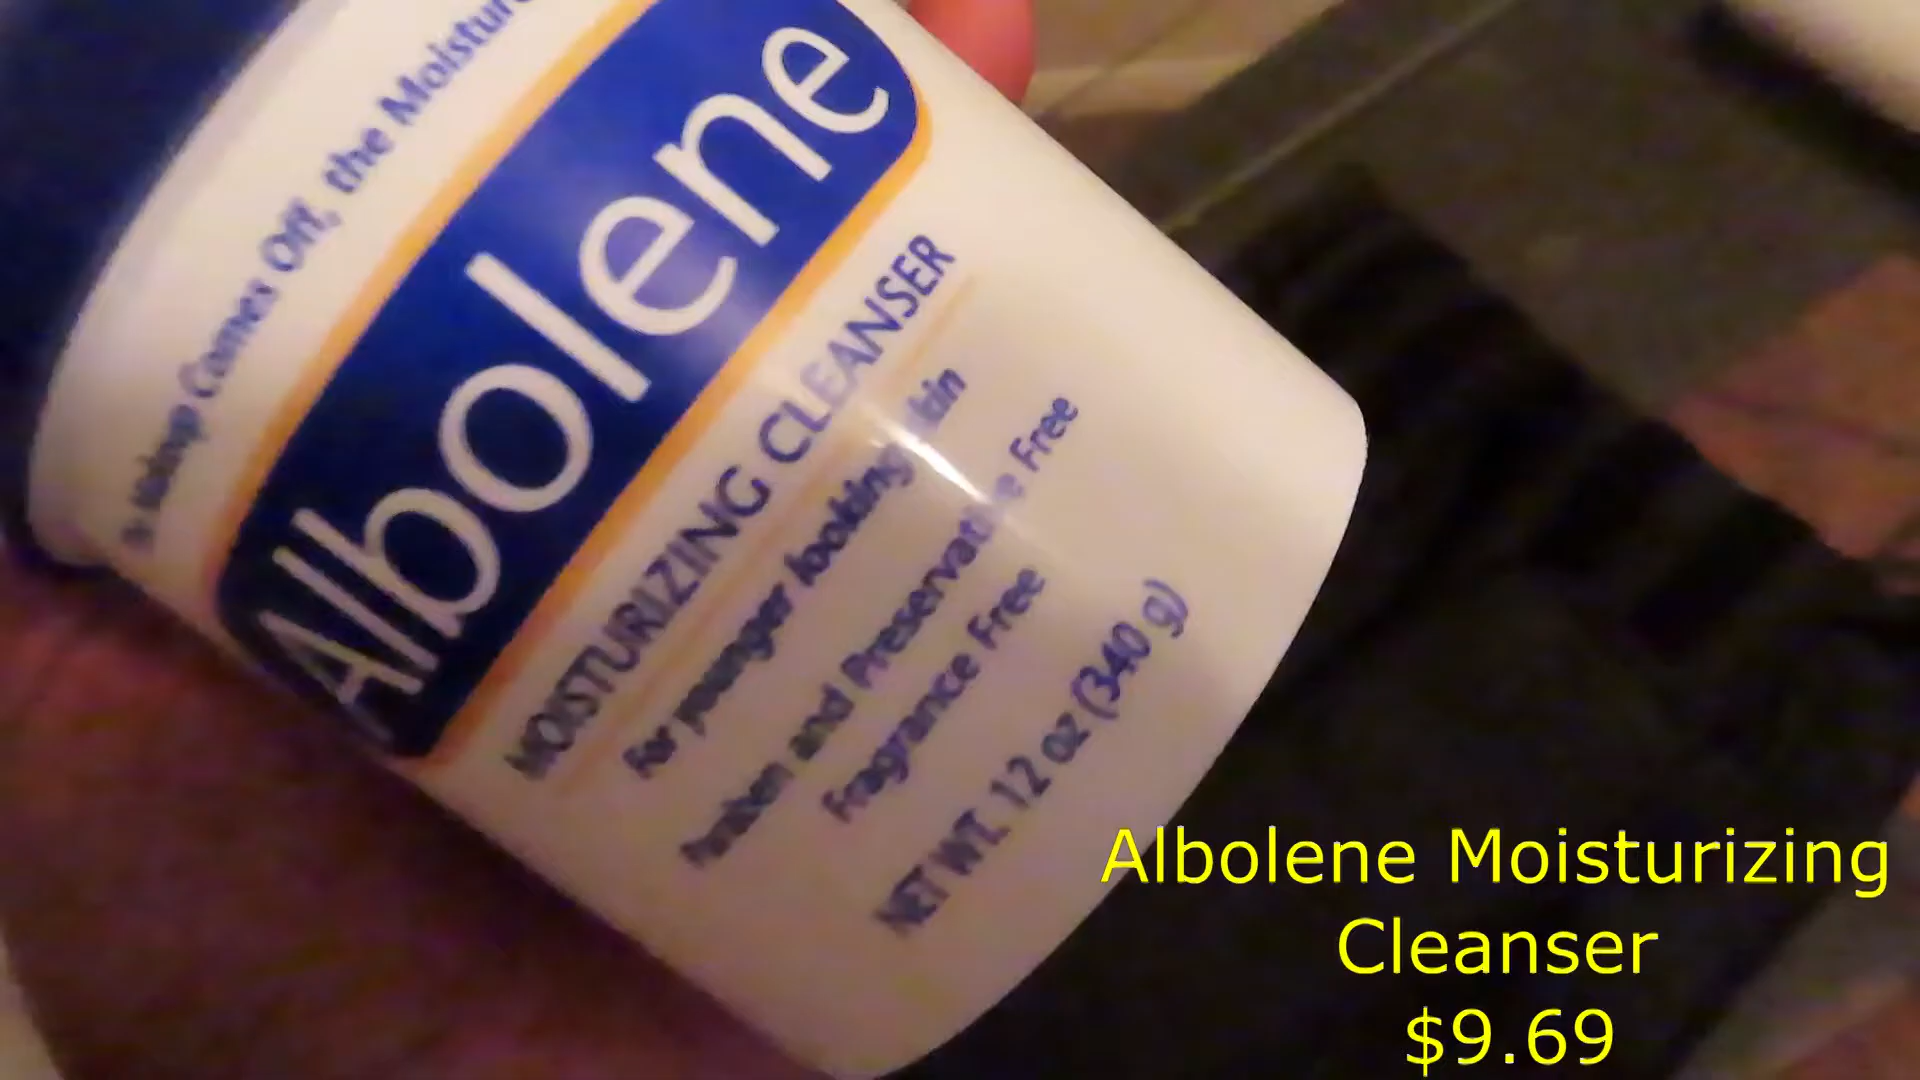 Makeup Comes Off, the Moistur
Albolene
MOISTURIZING CLEANSER
For younger looking skin
Paraben and Preservative Free
Fragrance Free
NET WT. 12 oz (340 g)
Albolene Moisturizing
Cleanser
$9.69